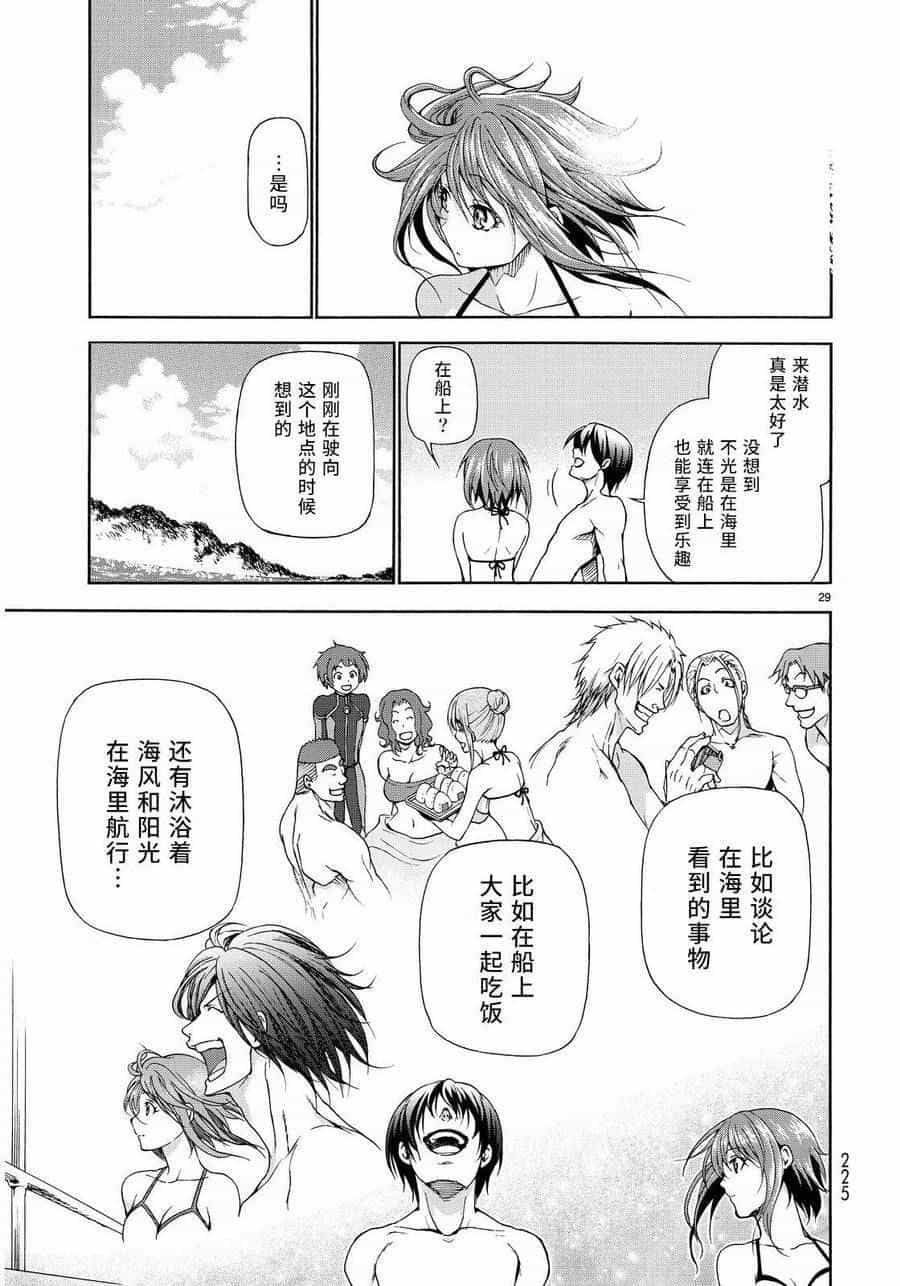 …是吗
来潜水
真是太好了
没想到
不光是在海里
就连在船上
也能享受到乐趣
在船上？
刚刚在驶向
这个地点的时候
想到的
29
比如谈论
在海里
看到的事物
比如在船上
大家一起吃饭
还有沐浴着
海风和阳光
在海里航行…
225